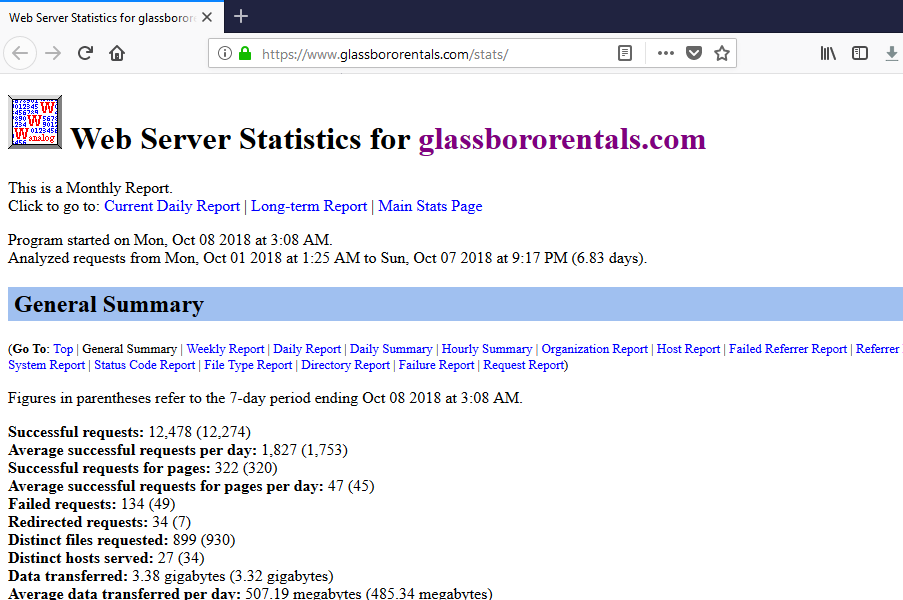 Web Server Statistics for glassboror
https://www.glassbororentals.com/stats/
Web Server Statistics for glassbororentals.com
This is a Monthly Report.
Click to go to: Current Daily Report | Long-term Report | Main Stats Page
Program started on Mon, Oct 08 2018 at 3:08 AM.
Analyzed requests from Mon, Oct 01 2018 at 1:25 AM to Sun, Oct 07 2018 at 9:17 PM (6.83 days).
General Summary
(Go To: Top | General Summary | Weekly Report | Daily Report | Daily Summary | Hourly Summary | Organization Report | Host Report | Failed Referrer Report | Referrer
System Report | Status Code Report | File Type Report | Directory Report | Failure Report | Request Report)
Figures in parentheses refer to the 7-day period ending Oct 08 2018 at 3:08 AM.
Successful requests: 12,478 (12,274)
Average successful requests per day: 1,827 (1,753)
Successful requests for pages: 322 (320)
Average successful requests for pages per day: 47 (45)
Failed requests: 134 (49)
Redirected requests: 34 (7)
Distinct files requested: 899 (930)
Distinct hosts served: 27 (34)
Data transferred: 3.38 gigabytes (3.32 gigabytes)
Average data transferred per day: 507.19 megabytes (485.34 megabytes)